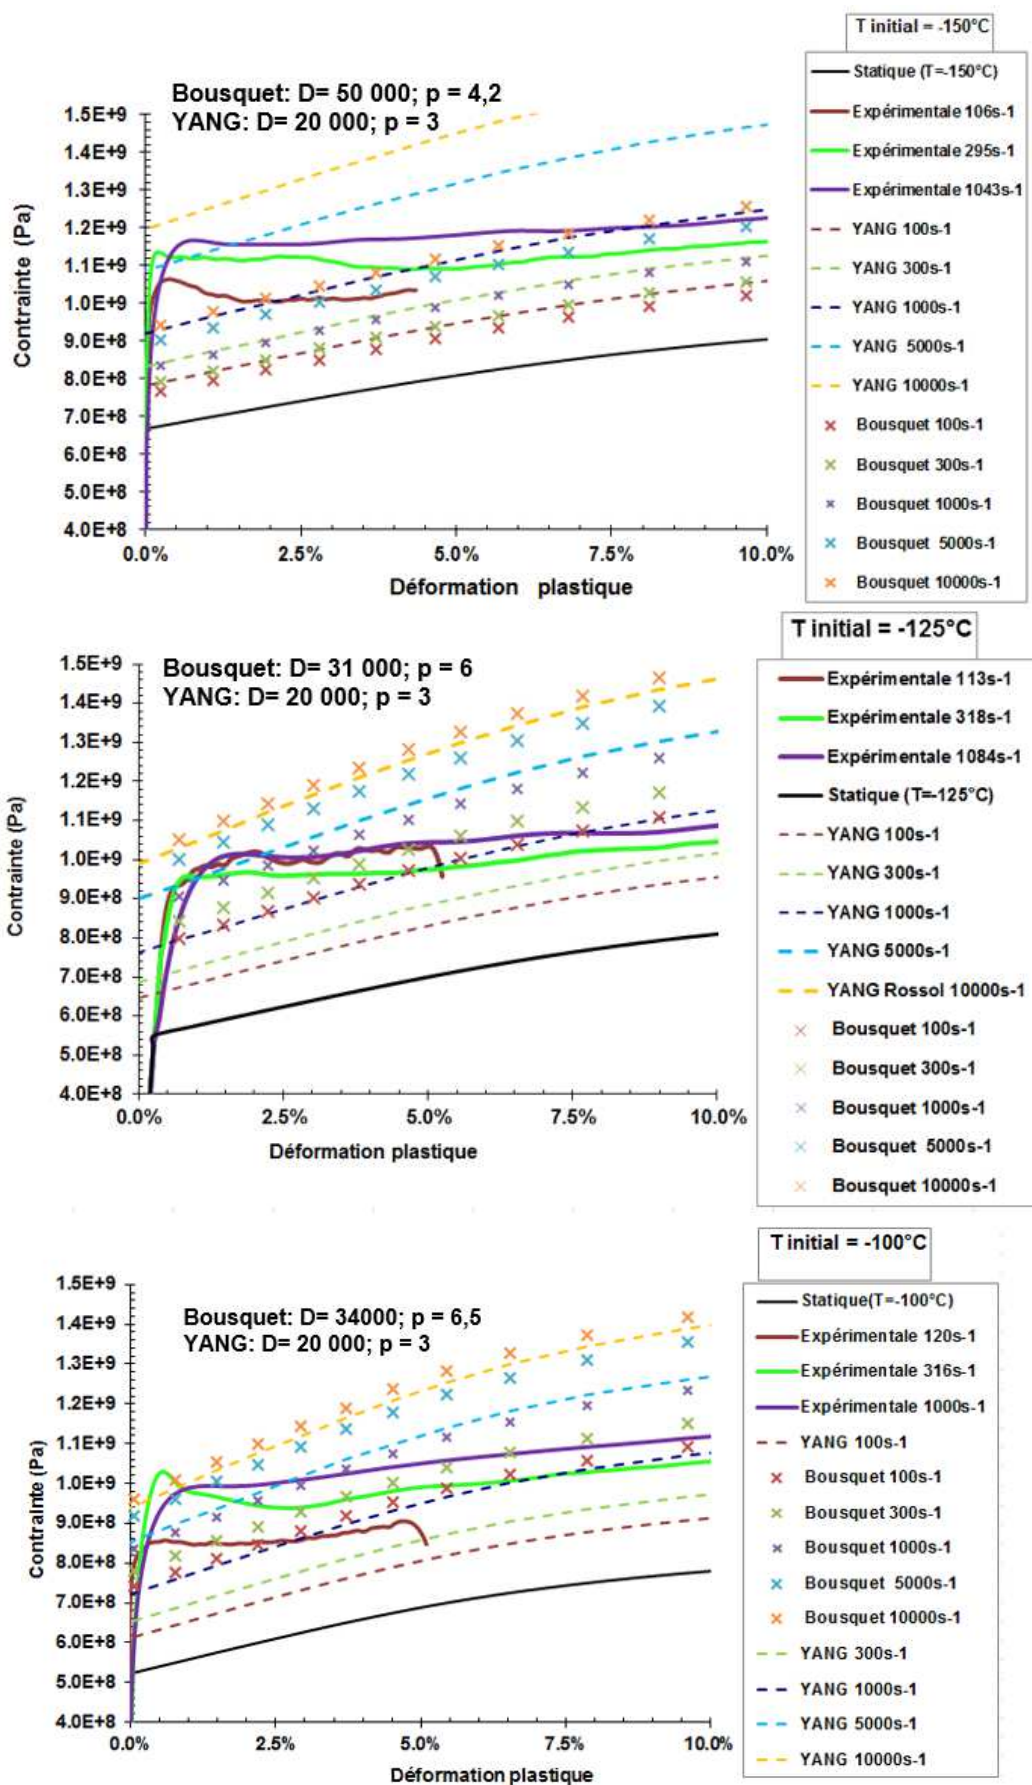 T initial = -150°C
Bousquet: D= 50 000; p = 4,2
YANG: D= 20 000; p = 3
Contrainte (Pa)
1.5E+9
1.4E+9
1.3E+9
1.2E+9
1.1E+9
1.0E+9
9.0E+8
8.0E+8
7.0E+8
6.0E+8
5.0E+8
4.0E+8
0.0%
2.5%
5.0%
7.5%
10.0%
Déformation plastique
Statique (T=-150°C)
Expérimentale 106s-1
Expérimentale 295s-1
Expérimentale 1043s-1
YANG 100s-1
YANG 300s-1
YANG 1000s-1
YANG 5000s-1
YANG 10000s-1
Bousquet 100s-1
Bousquet 300s-1
Bousquet 1000s-1
Bousquet 5000s-1
Bousquet 10000s-1
T initial = -125°C
Bousquet: D= 31 000; p = 6
YANG: D= 20 000; p = 3
Contrainte (Pa)
1.5E+9
1.4E+9
1.3E+9
1.2E+9
1.1E+9
1.0E+9
9.0E+8
8.0E+8
7.0E+8
6.0E+8
5.0E+8
4.0E+8
0.0%
2.5%
5.0%
7.5%
10.0%
Déformation plastique
Expérimentale 113s-1
Expérimentale 318s-1
Expérimentale 1084s-1
Statique (T=-125°C)
YANG 100s-1
YANG 300s-1
YANG 1000s-1
YANG 5000s-1
YANG Rossol 10000s-1
Bousquet 100s-1
Bousquet 300s-1
Bousquet 1000s-1
Bousquet 5000s-1
Bousquet 10000s-1
T initial = -100°C
Bousquet: D= 34000; p = 6,5
YANG: D= 20 000; p = 3
Contrainte (Pa)
1.5E+9
1.4E+9
1.3E+9
1.2E+9
1.1E+9
1.0E+9
9.0E+8
8.0E+8
7.0E+8
6.0E+8
5.0E+8
4.0E+8
0.0%
2.5%
5.0%
7.5%
10.0%
Déformation plastique
Statique(T=-100°C)
Expérimentale 120s-1
Expérimentale 316s-1
Expérimentale 1000s-1
YANG 100s-1
Bousquet 100s-1
Bousquet 300s-1
Bousquet 1000s-1
Bousquet 5000s-1
Bousquet 10000s-1
YANG 300s-1
YANG 1000s-1
YANG 5000s-1
YANG 10000s-1